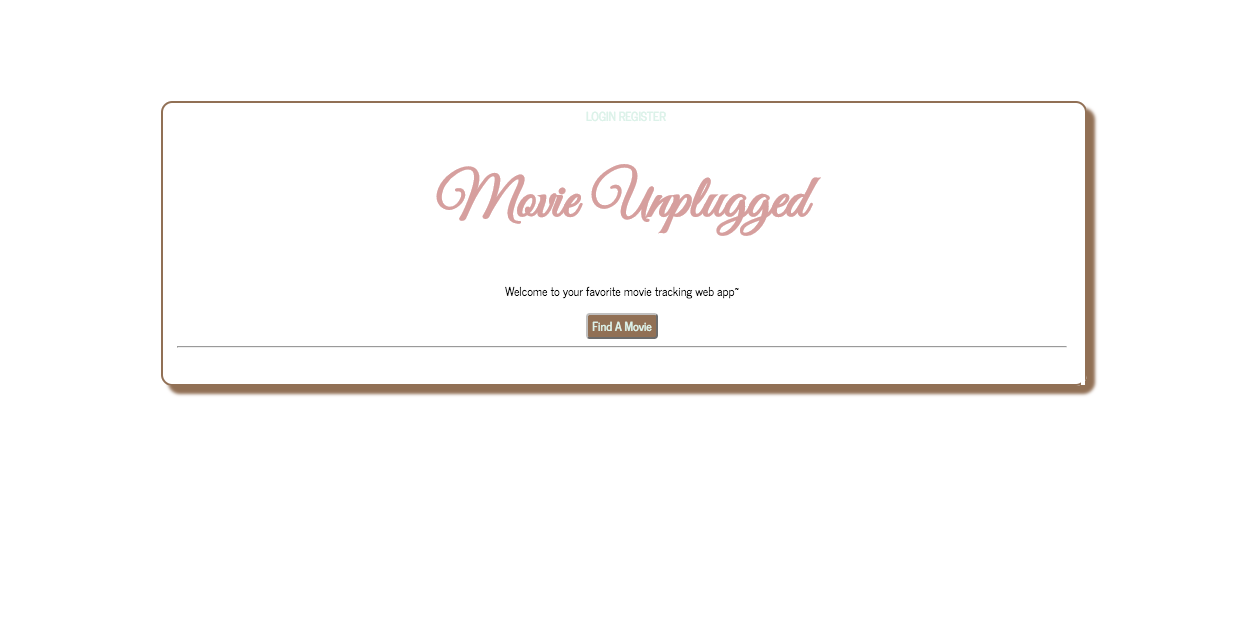 LOGIN REGISTER
Movie Unplugged
Welcome to your favorite movie tracking web app~
Find A Movie